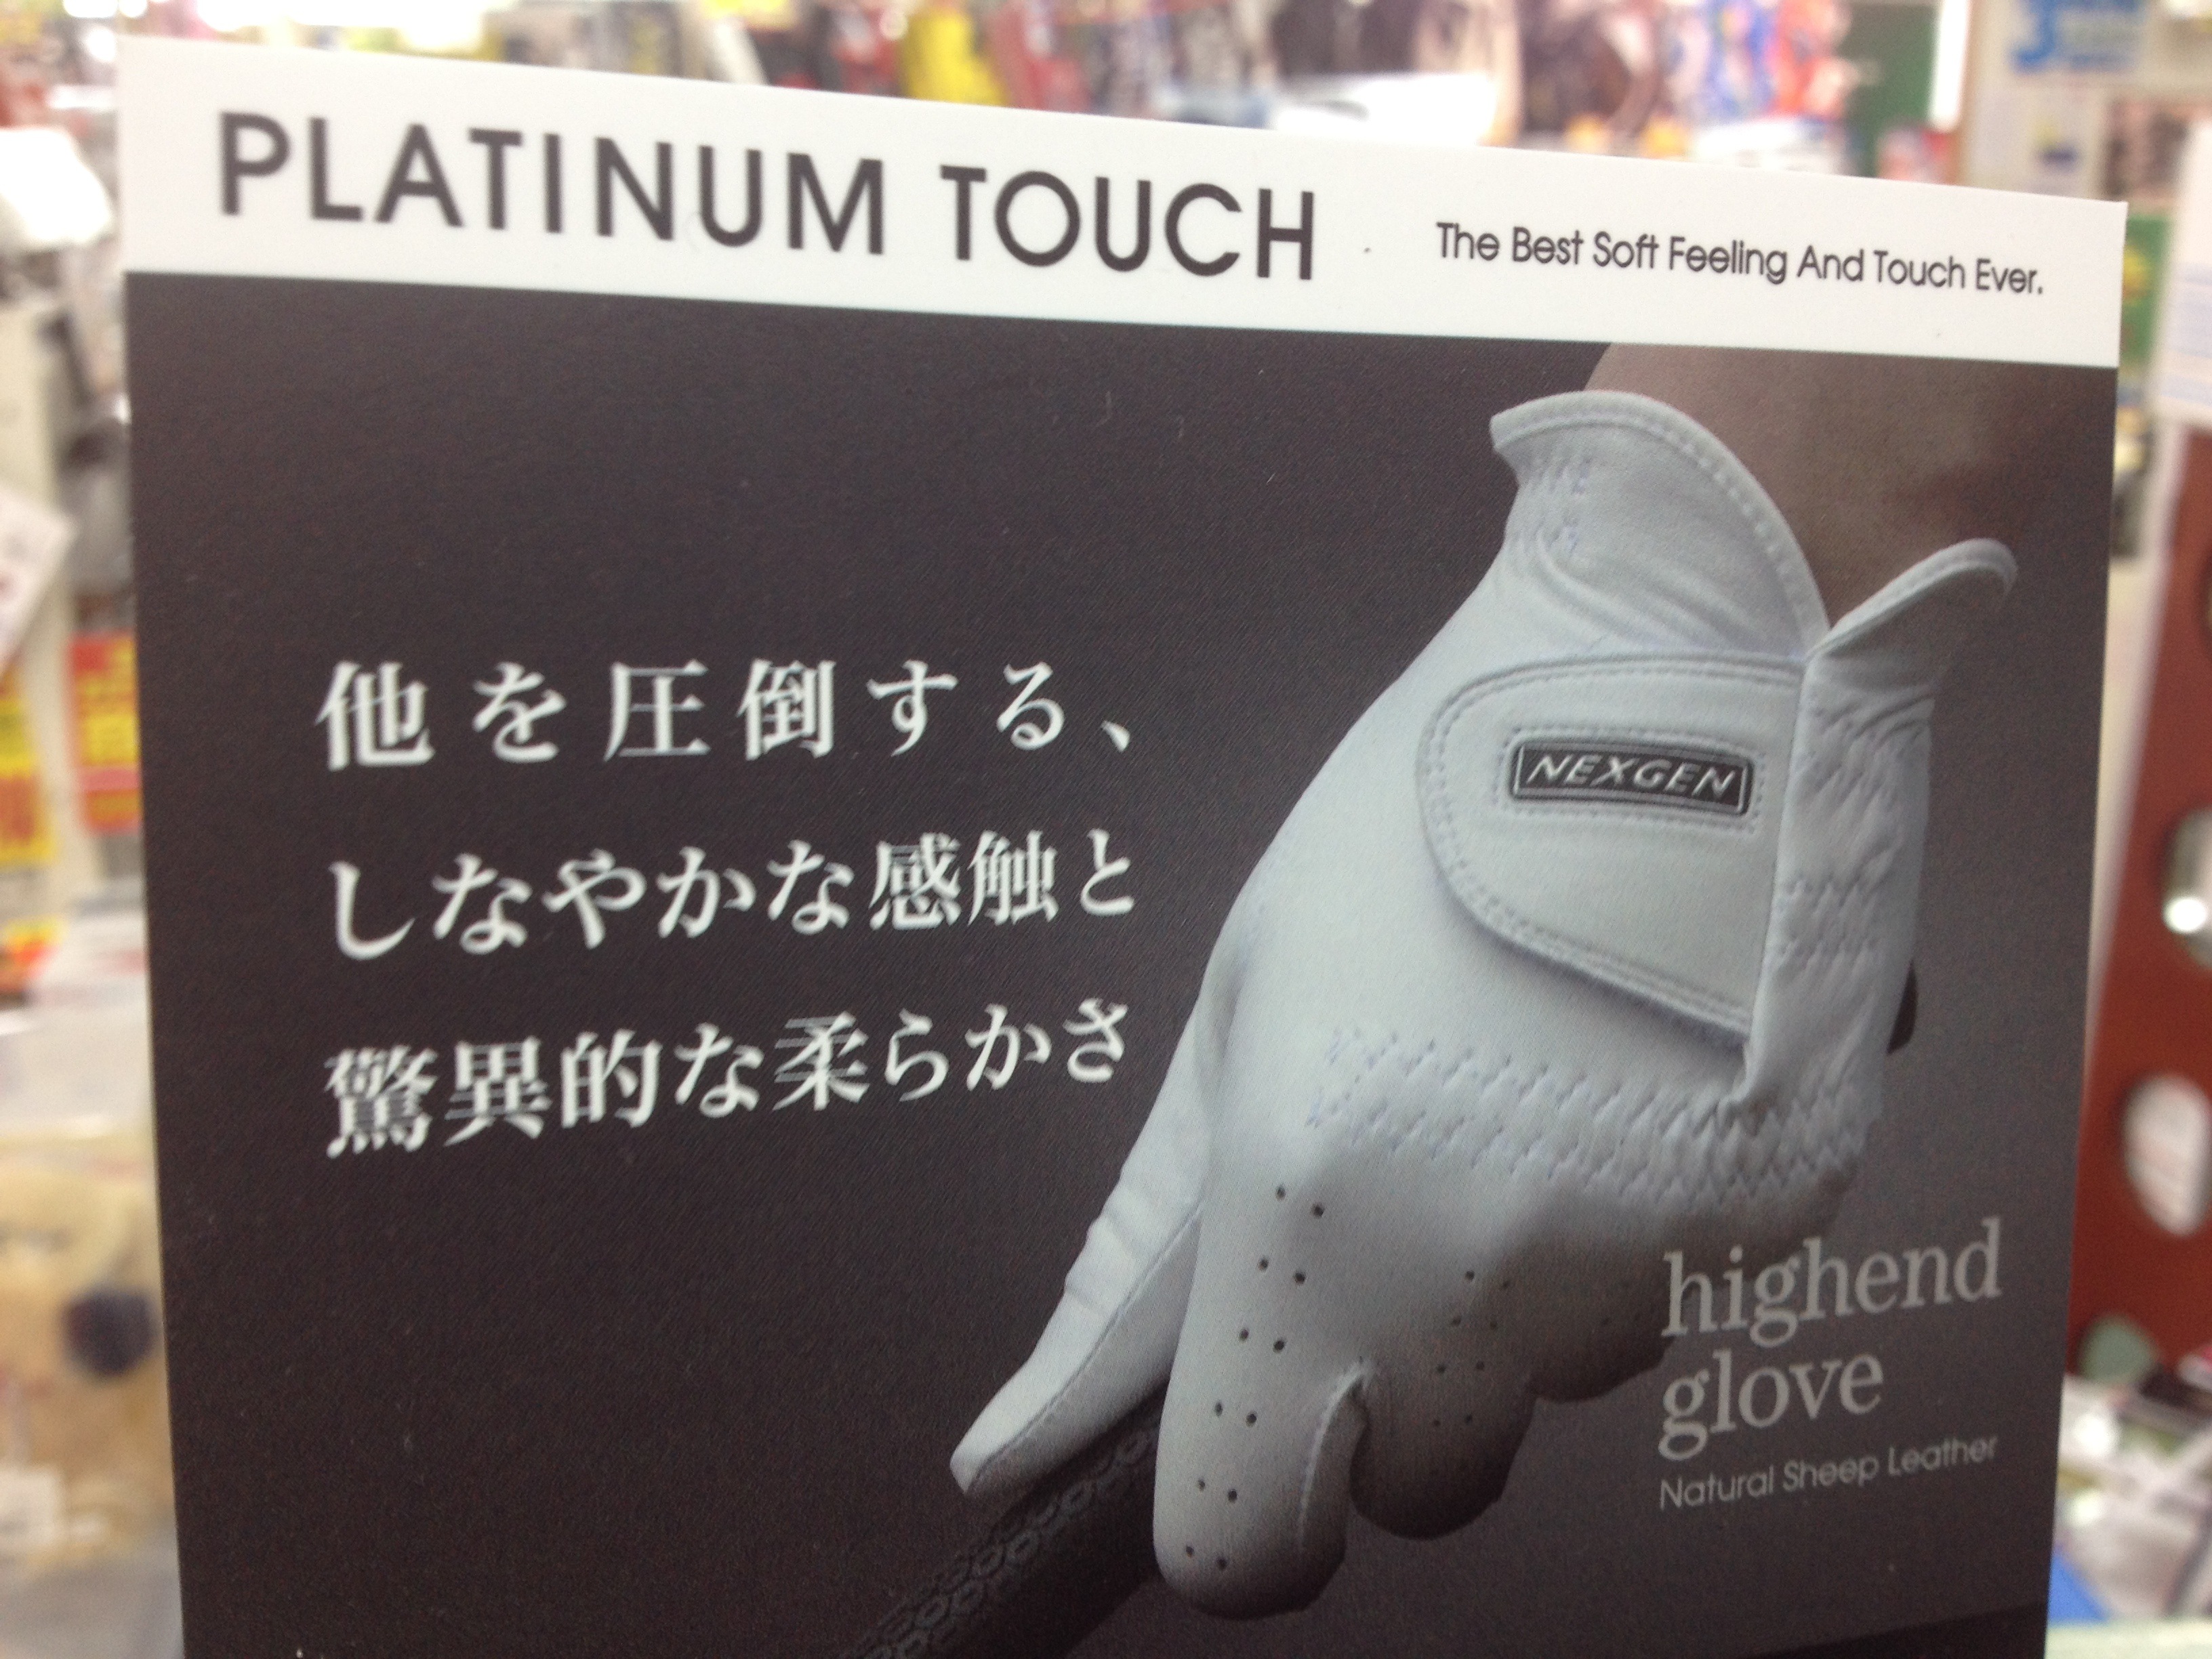 PLATINUM TOUCH
The Best Soft Feeling And Touch Ever.
他を圧倒する、
しなやかな感触と
驚異的な柔らかさ
NEXGEN
highend
glove
Natural Sheep Leather